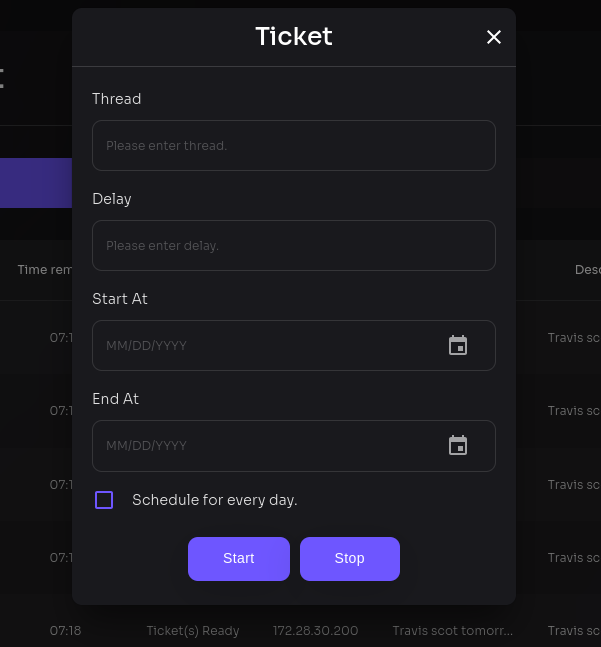 Ticket
Thread
Please enter thread.
Delay
Please enter delay.
Time rem
Desc
Start At
07:1
Travis sc
MM/DD/YYYY
End At
07:1
Travis sc
MM/DD/YYYY
07:1
Travis sc
Schedule for every day.
07:1
Start
Stop
Travis sc
07:18
Ticket(s) Ready
172.28.30.200
Travis scot tomorr...
Travis sc